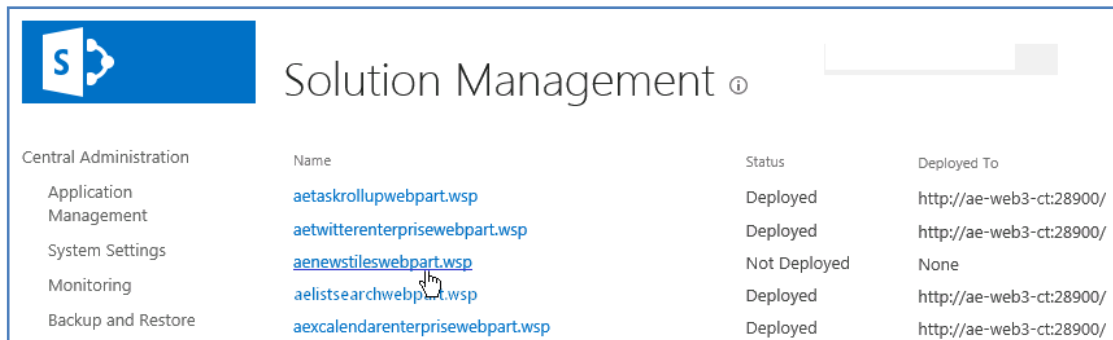 S
Solution Management
Central Administration
Application
Management
System Settings
Monitoring
Backup and Restore
Name Status Deployed To
aetaskrollupwebpart.wsp Deployed http://ae-web3-ct:28900/
aetwitterenterprisewebpart.wsp Deployed http://ae-web3-ct:28900/
aenewstileswebpart.wsp Not Deployed None
aelistsearchwebpart.wsp Deployed http://ae-web3-ct:28900/
aexcalendarenterprisewebpart.wsp Deployed http://ae-web3-ct:28900/